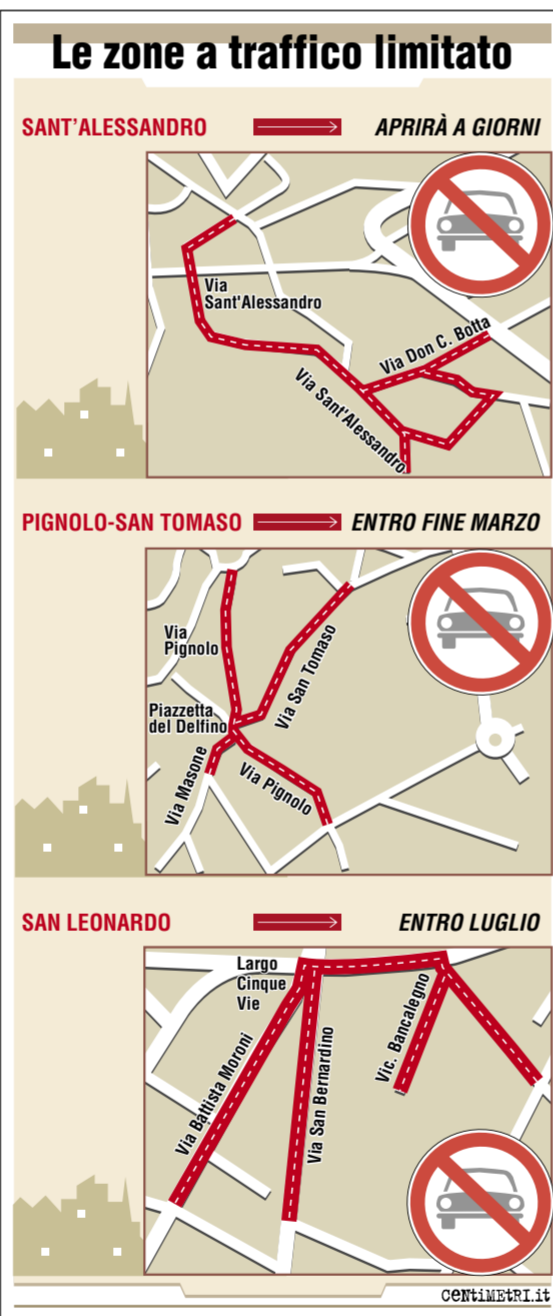 Le zone a traffico limitato
SANT'ALESSANDRO
APRIRÀ A GIORNI
Via
Sant'Alessandro
Via Don C. Botta
Via Sant'Alessandro
PIGNOLO-SAN TOMASO
ENTRO FINE MARZO
Via
Pignolo
Via San Tomaso
Piazzetta
del Delfino
Via Masone
Via Pignolo
SAN LEONARDO
ENTRO LUGLIO
Largo
Cinque
Vie
Via Battista Moroni
Via San Bernardino
Vic. Bancalegno
CENTIMETRI.it